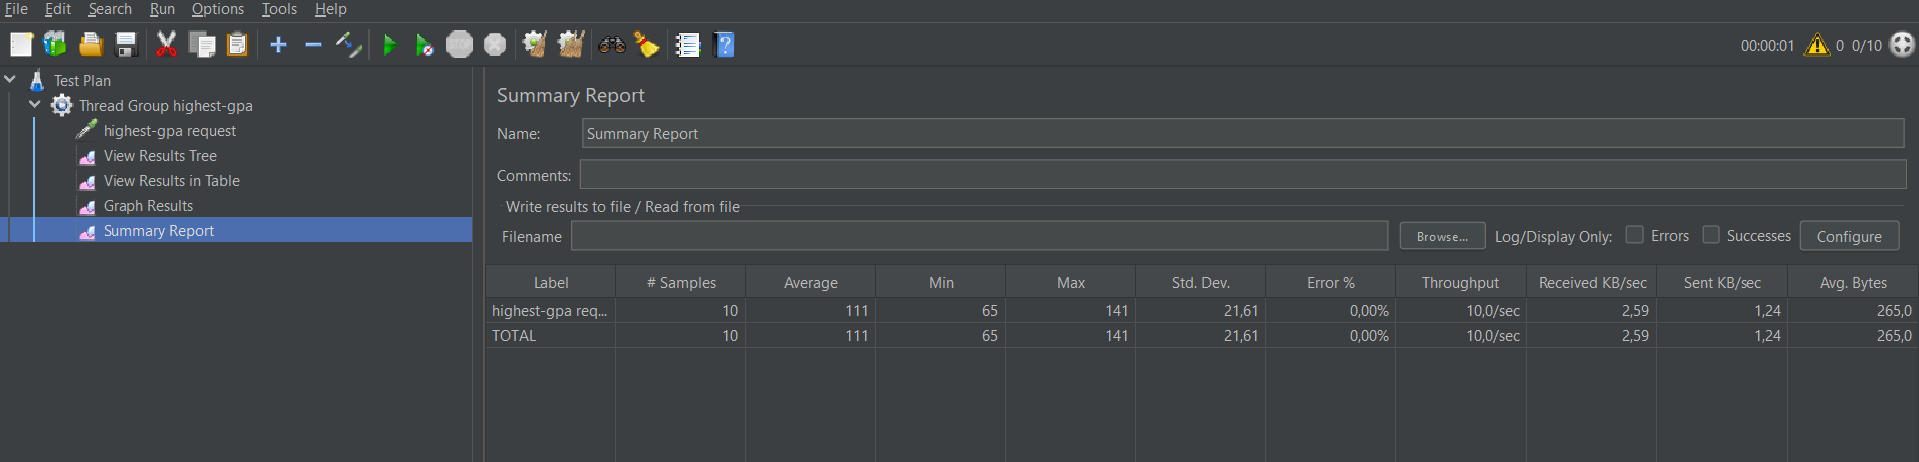 File Edit Search Run Options Tools Help
STOP 00:00:01 0 0/10
Test Plan
Thread Group highest-gpa
highest-gpa request
View Results Tree
View Results in Table
Graph Results
Summary Report
Summary Report
Name: Summary Report
Comments:
Write results to file / Read from file
Filename Browse... Log/Display Only: Errors Successes Configure
Label # Samples Average Min Max Std. Dev. Error % Throughput Received KB/sec Sent KB/sec Avg. Bytes
highest-gpa req... 10 111 65 141 21,61 0,00% 10,0/sec 2,59 1,24 265,0
TOTAL 10 111 65 141 21,61 0,00% 10,0/sec 2,59 1,24 265,0